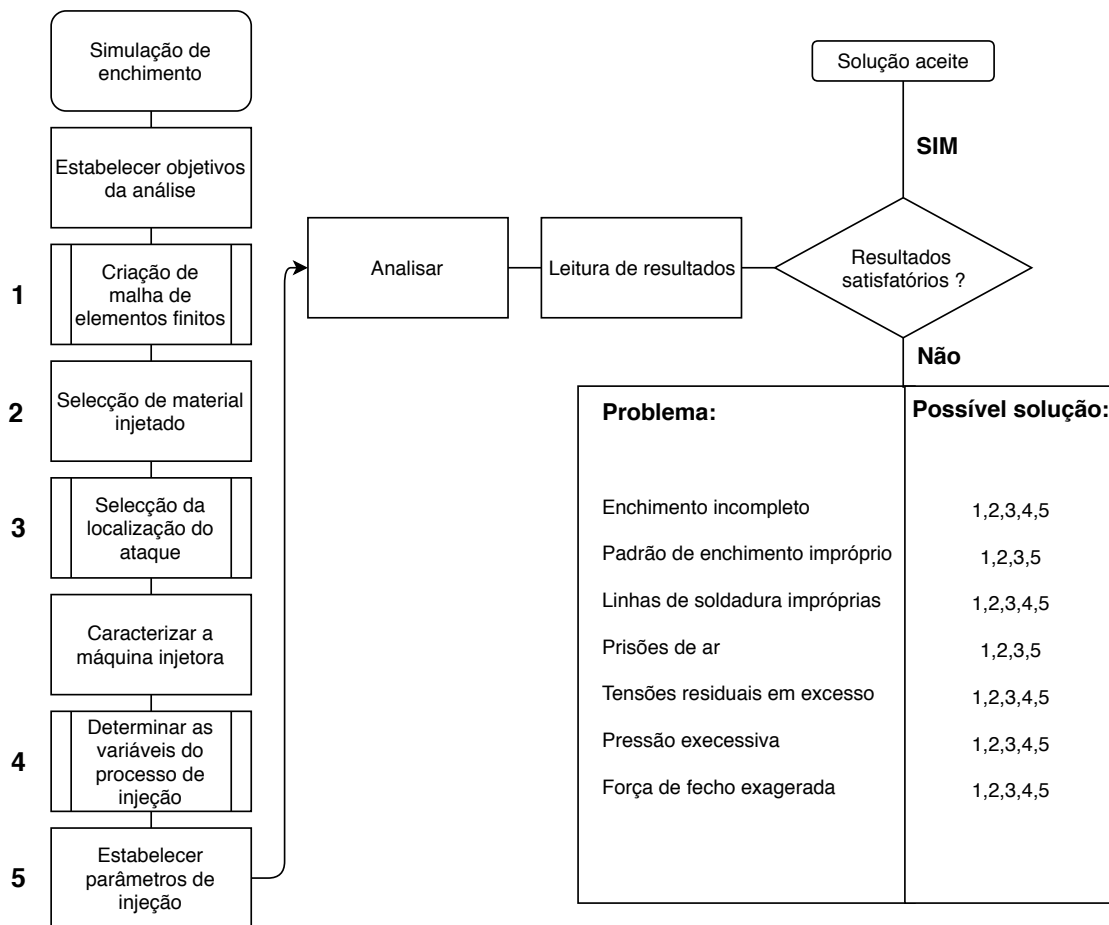 Simulação de
enchimento
Estabelecer objetivos
da análise
1
Criação de
malha de
elementos finitos
2
Selecção de material
injetado
3
Selecção da
localização do
ataque
Caracterizar a
máquina injetora
4
Determinar as
variáveis do
processo de
injeção
5
Estabelecer
parâmetros de
injeção
Analisar
Leitura de resultados
Resultados
satisfatórios ?
SIM
Solução aceite
Não
Problema: Possível solução:
Enchimento incompleto 1,2,3,4,5
Padrão de enchimento impróprio 1,2,3,5
Linhas de soldadura impróprias 1,2,3,4,5
Prisões de ar 1,2,3,5
Tensões residuais em excesso 1,2,3,4,5
Pressão execessiva 1,2,3,4,5
Força de fecho exagerada 1,2,3,4,5